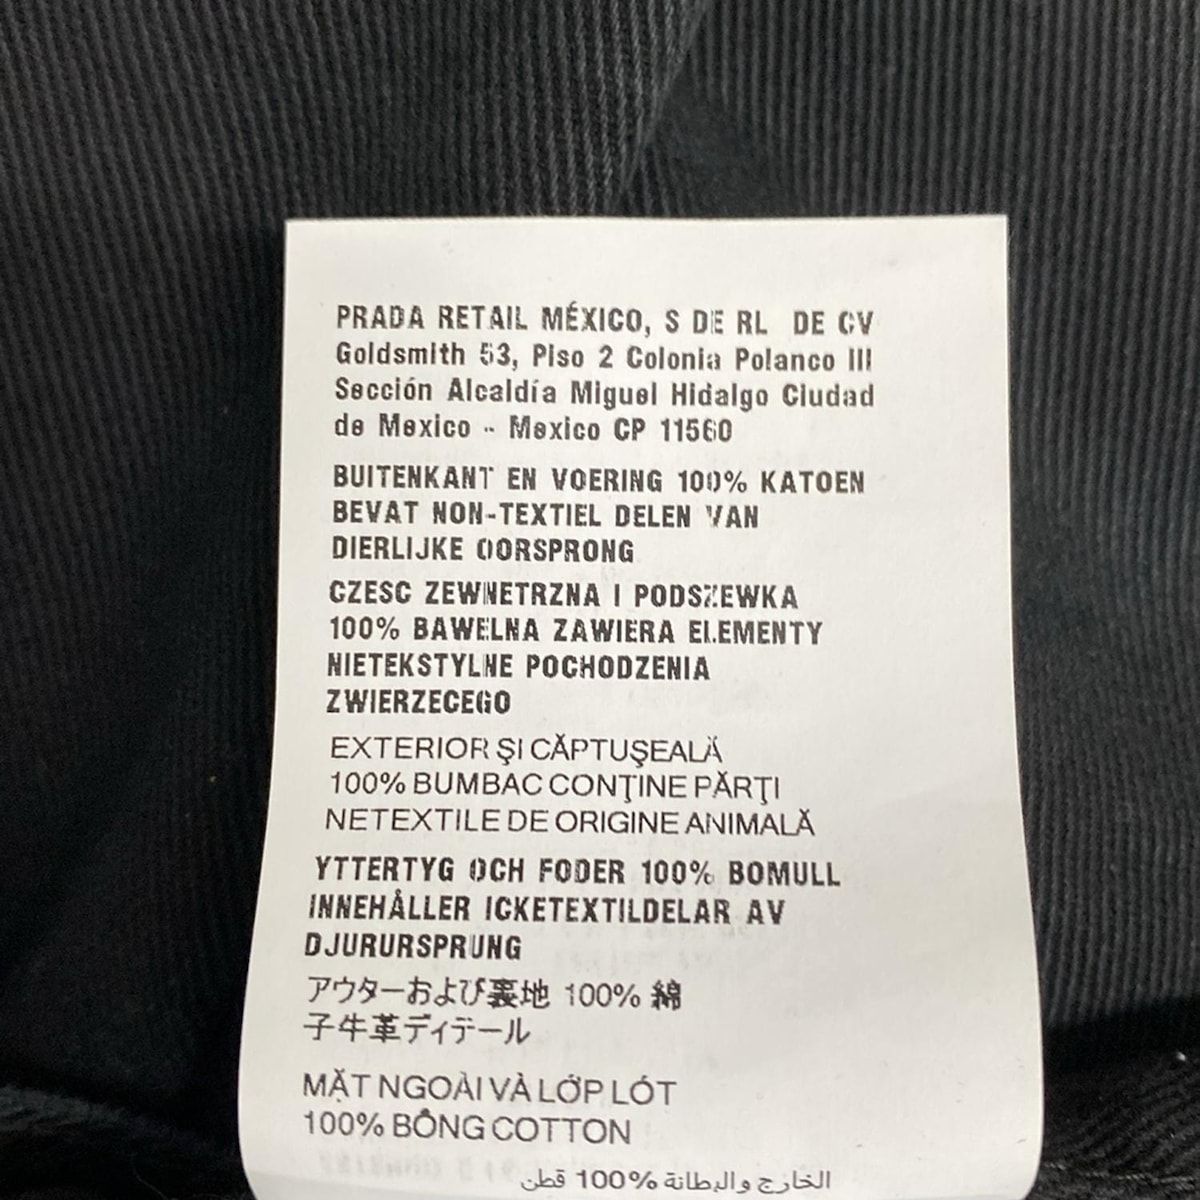 PRADA RETAIL MÉXICO, S DE RL DE CV
Goldsmith 53, Piso 2 Colonia Polanco III
Sección Alcaldía Miguel Hidalgo Ciudad
de Mexico - Mexico CP 11560
BUITENKANT EN VOERING 100% KATOEN
BEVAT NON-TEXTIEL DELEN VAN
DIERLIJKE OORSPRONG
CZESC ZEWNETRZNA I PODSZEWKA
100% BAWELNA ZAWIERA ELEMENTY
NIETEKSTYLNE POCHODZENIA
ZWIERZECEGO
EXTERIOR ŞI CĂPTUŞEALĂ
100% BUMBAC CONŢINE PĂRŢI
NETEXTILE DE ORIGINE ANIMALĂ
YTTERTYG OCH FODER 100% BOMULL
INNEHÅLLER ICKETEXTILDELAR AV
DJURURSPRUNG
アウターおよび裏地 100% 綿
子牛革ディテール
MẶT NGOÀI VÀ LỚP LÓT
100% BÔNG COTTON
الخارج والبطانة 100% قطن